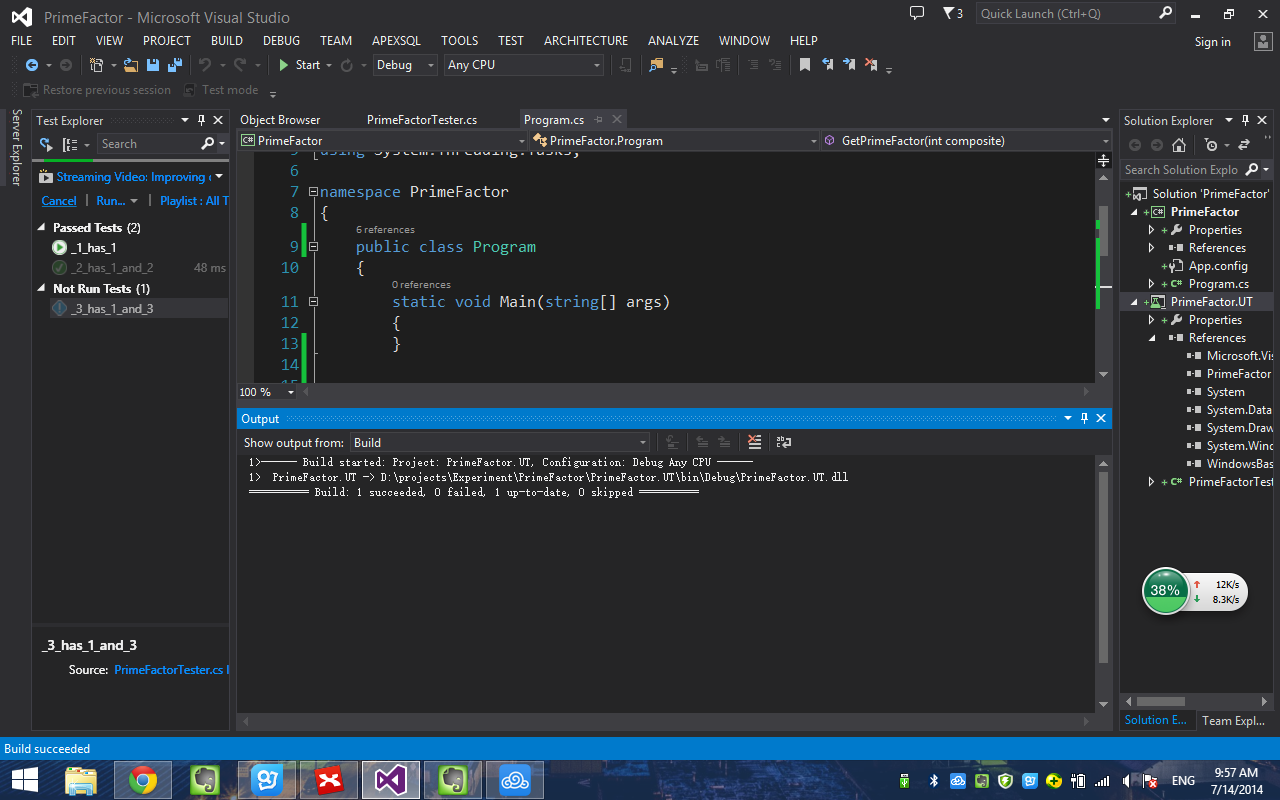 PrimeFactor - Microsoft Visual Studio
3
Quick Launch (Ctrl+Q)
FILE EDIT VIEW PROJECT BUILD DEBUG TEAM APEXSQL TOOLS TEST ARCHITECTURE ANALYZE WINDOW HELP
Sign in
Start Debug Any CPU
Restore previous session Test mode
Server Explorer
Test Explorer
Search
Streaming Video: Improving
Cancel | Run... | Playlist : All T
Passed Tests (2)
_1_has_1
_2_has_1_and_2 48 ms
Not Run Tests (1)
_3_has_1_and_3
_3_has_1_and_3
Source: PrimeFactorTester.cs
Object Browser PrimeFactorTester.cs Program.cs
PrimeFactor PrimeFactor.Program GetPrimeFactor(int composite)
5 using System.Threading.Tasks;
6
7 namespace PrimeFactor
8 {
6 references
9 public class Program
10 {
0 references
11 static void Main(string[] args)
12 {
13 }
14
15
100 %
Output
Show output from: Build
1>------ Build started: Project: PrimeFactor.UT, Configuration: Debug Any CPU ------
1> PrimeFactor.UT -> D:\projects\Experiment\PrimeFactor\PrimeFactor.UT\bin\Debug\PrimeFactor.UT.dll
========== Build: 1 succeeded, 0 failed, 1 up-to-date, 0 skipped ==========
Solution Explorer
Search Solution Explo
Solution 'PrimeFactor'
C# PrimeFactor
Properties
References
App.config
C# Program.cs
PrimeFactor.UT
Properties
References
Microsoft.Vis
PrimeFactor
System
System.Data
System.Draw
System.Wind
WindowsBas
C# PrimeFactorTest
38% 12K/s
8.3K/s
Solution E... Team Expl...
Build succeeded
ENG
9:57 AM
7/14/2014